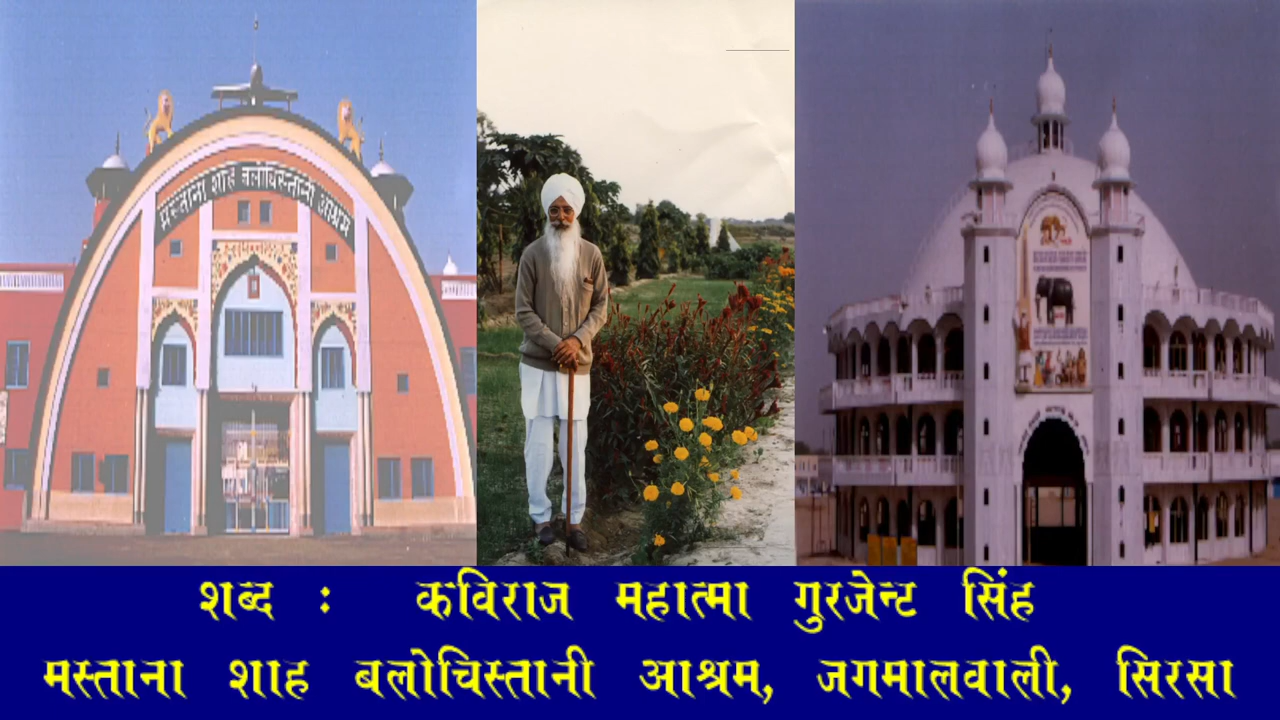 मस्ताना शाह बलोचिस्तानी आश्रम
शब्द : कविराज महात्मा गुरजेन्ट सिंह
मस्ताना शाह बलोचिस्तानी आश्रम, जगमालवाली, सिरसा